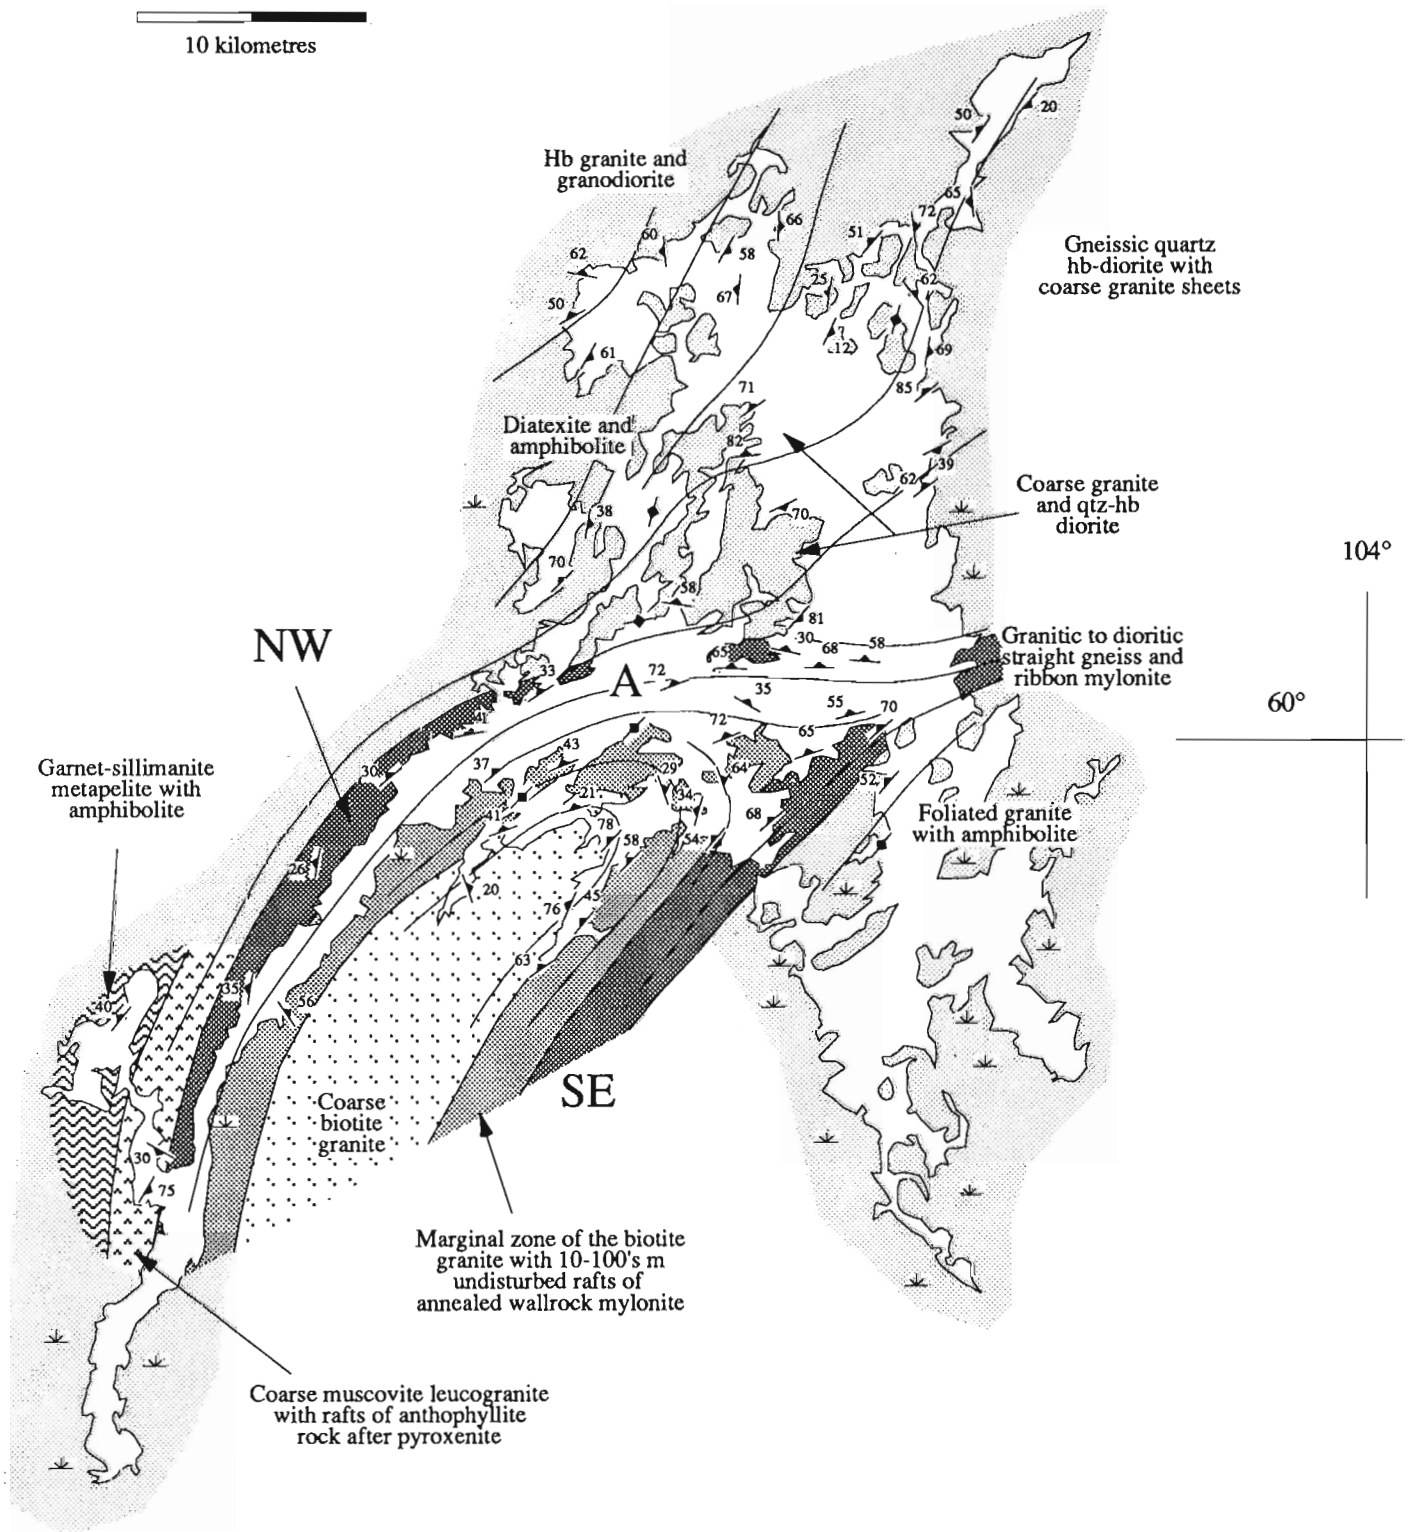 10 kilometres
20
50
Hb granite and
granodiorite
65
72
66
60
51
58
Gneissic quartz
hb-diorite with
coarse granite sheets
62
25
62
67
50
7
12
61
69
71
85
Diatexite and
amphibolite
82
39
62
Coarse granite
and qtz-hb
diorite
38
70
104°
70
58
81
NW
30
68
58
Granitic to dioritic
straight gneiss and
ribbon mylonite
65
33
A
72
35
55
70
60°
41
72
65
43
37
30
29
64
52
Garnet-sillimanite
metapelite with
amphibolite
21
34
41
78
68
Foliated granite
with amphibolite
58
54
26
20
45
76
63
35
56
40
SE
Coarse
biotite
granite
30
75
Marginal zone of the biotite
granite with 10-100's m
undisturbed rafts of
annealed wallrock mylonite
Coarse muscovite leucogranite
with rafts of anthophyllite
rock after pyroxenite